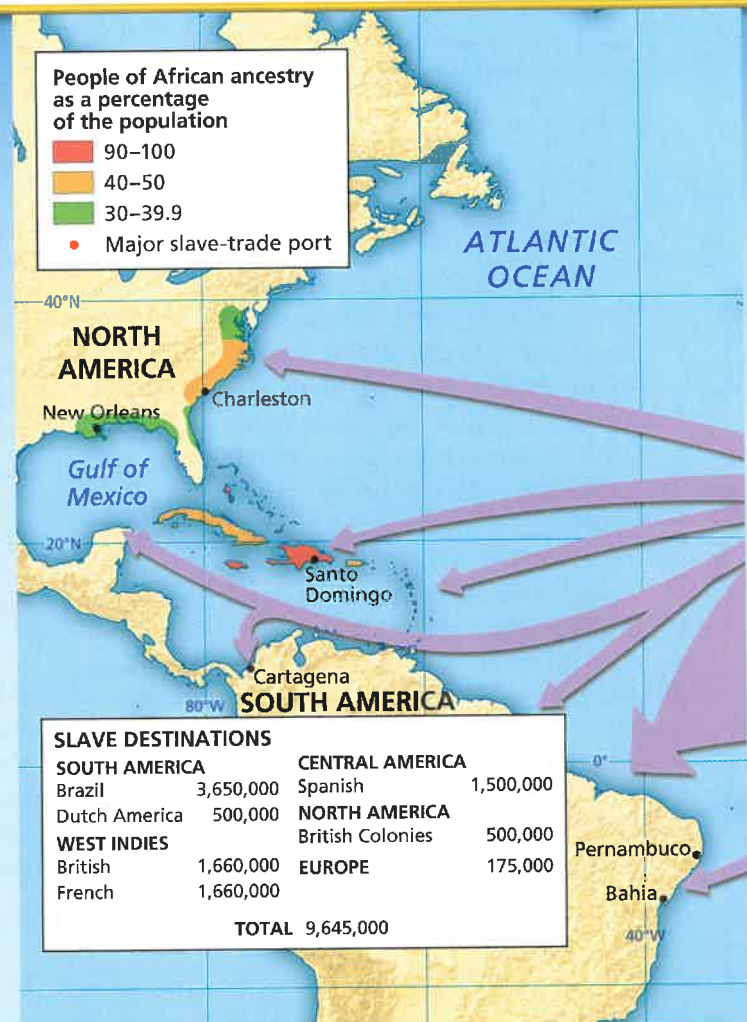 People of African ancestry
as a percentage
of the population
90–100
40–50
30–39.9
Major slave-trade port
ATLANTIC
OCEAN
40°N
NORTH
AMERICA
Charleston
New Orleans
Gulf of
Mexico
20°N
Santo
Domingo
Cartagena
80°W
SOUTH AMERICA
SLAVE DESTINATIONS
SOUTH AMERICA
Brazil 3,650,000
Dutch America 500,000
WEST INDIES
British 1,660,000
French 1,660,000
CENTRAL AMERICA
Spanish 1,500,000
NORTH AMERICA
British Colonies 500,000
EUROPE 175,000
TOTAL 9,645,000
0°
Pernambuco
Bahia
40°W